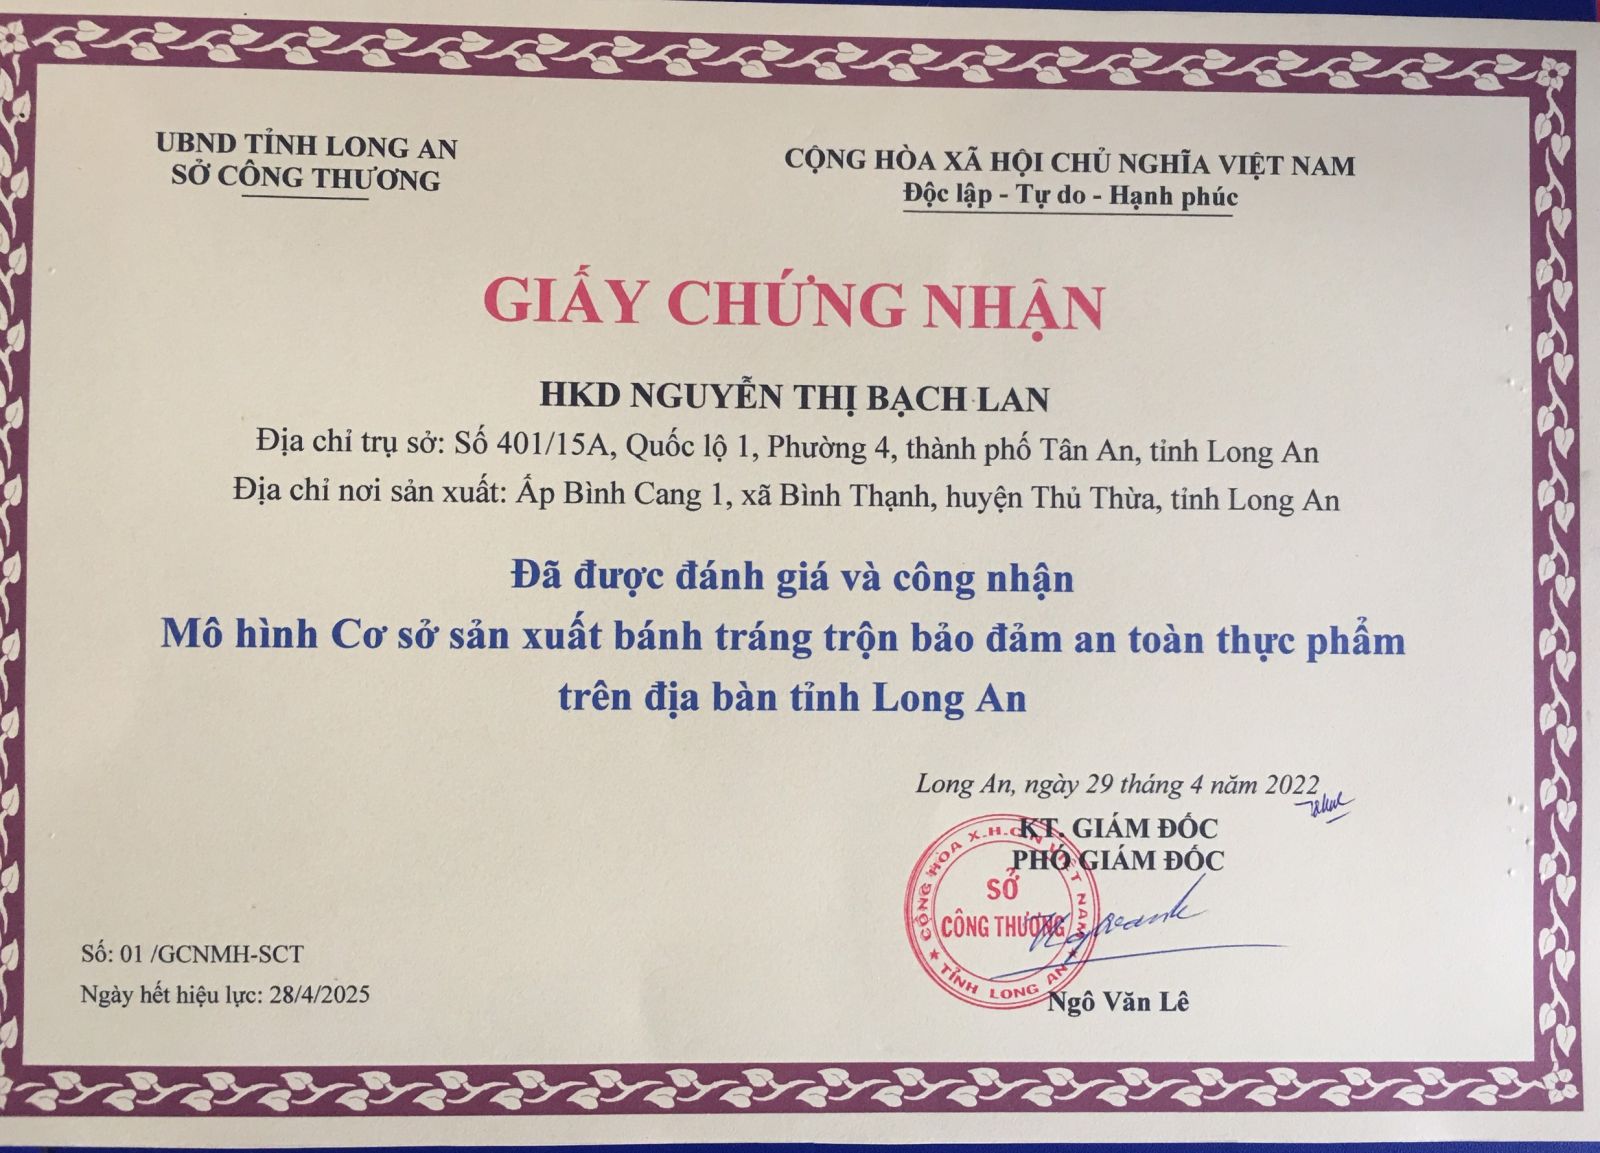 UBND TỈNH LONG AN
SỞ CÔNG THƯƠNG
CỘNG HÒA XÃ HỘI CHỦ NGHĨA VIỆT NAM
Độc lập - Tự do - Hạnh phúc
GIẤY CHỨNG NHẬN
HKD NGUYỄN THỊ BẠCH LAN
Địa chỉ trụ sở: Số 401/15A, Quốc lộ 1, Phường 4, thành phố Tân An, tỉnh Long An
Địa chỉ nơi sản xuất: Ấp Bình Cang 1, xã Bình Thạnh, huyện Thủ Thừa, tỉnh Long An
Đã được đánh giá và công nhận
Mô hình Cơ sở sản xuất bánh tráng trộn bảo đảm an toàn thực phẩm
trên địa bàn tỉnh Long An
Long An, ngày 29 tháng 4 năm 2022
KT. GIÁM ĐỐC
PHÓ GIÁM ĐỐC
CỘNG HÒA X.H.C.N VIỆT NAM
SỞ
CÔNG THƯƠNG
★ TỈNH LONG AN ★
Ngô Văn Lê
Số: 01 /GCNMH-SCT
Ngày hết hiệu lực: 28/4/2025